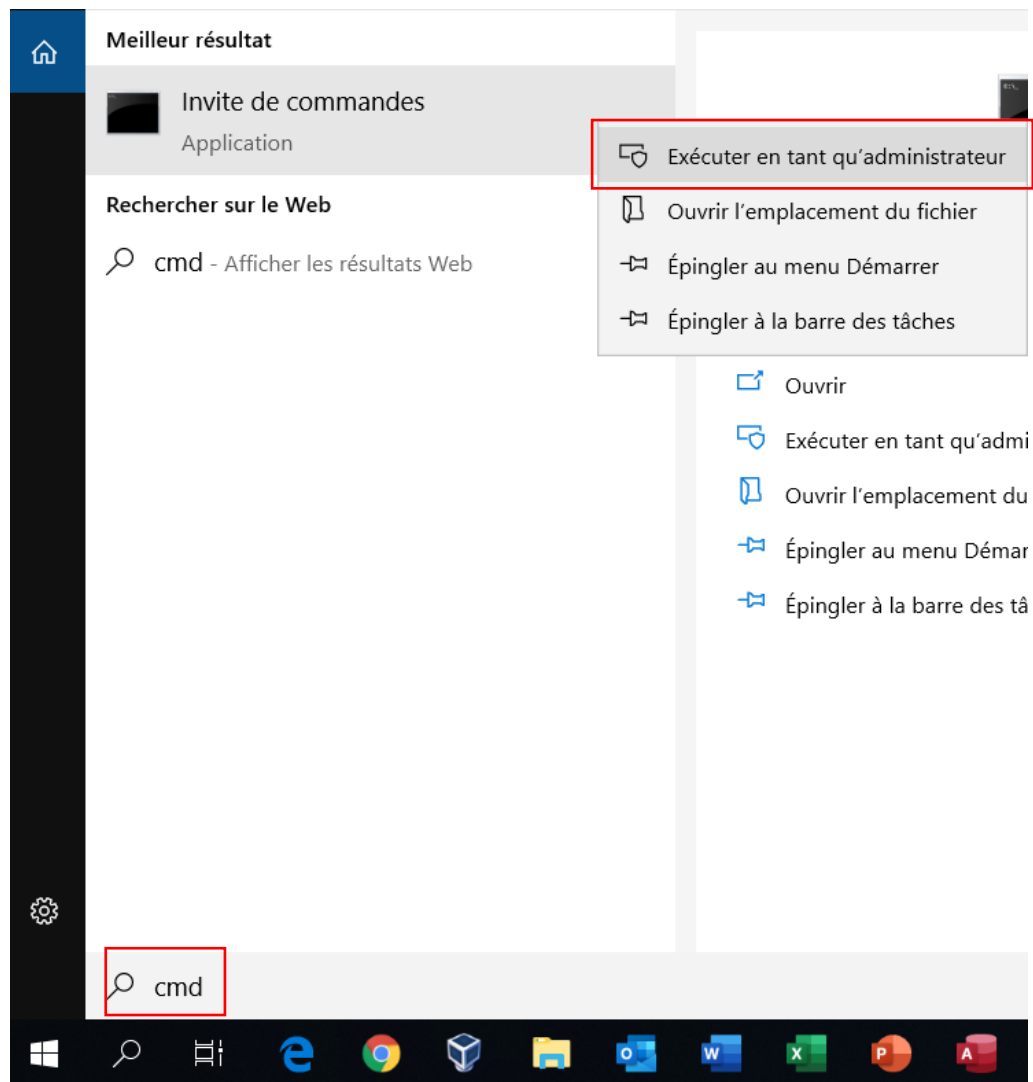 Meilleur résultat
Invite de commandes
Application
Exécuter en tant qu’administrateur
Rechercher sur le Web
Ouvrir l’emplacement du fichier
cmd - Afficher les résultats Web
Épingler au menu Démarrer
Épingler à la barre des tâches
Ouvrir
Exécuter en tant qu’admi
Ouvrir l’emplacement du
Épingler au menu Démar
Épingler à la barre des tâ
cmd